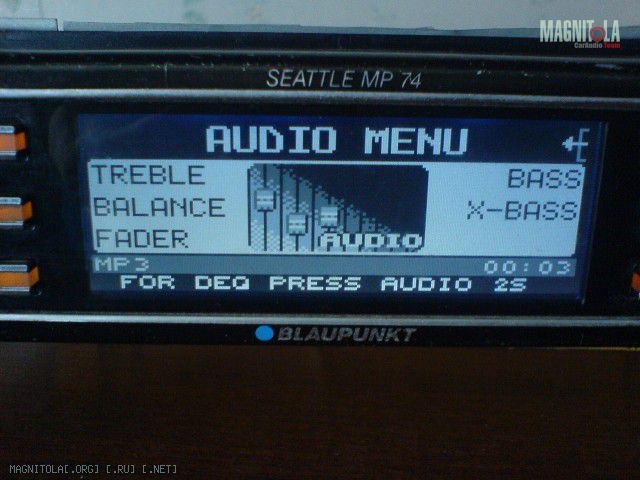 MAGNITOLA
CarAudio Team
SEATTLE MP 74
AUDIO MENU
TREBLE
BASS
BALANCE
X-BASS
FADER
AUDIO
MP3
00:03
FOR DEQ PRESS AUDIO 2S
BLAUPUNKT
MAGNITOLA[.ORG] [.RU] [.NET]